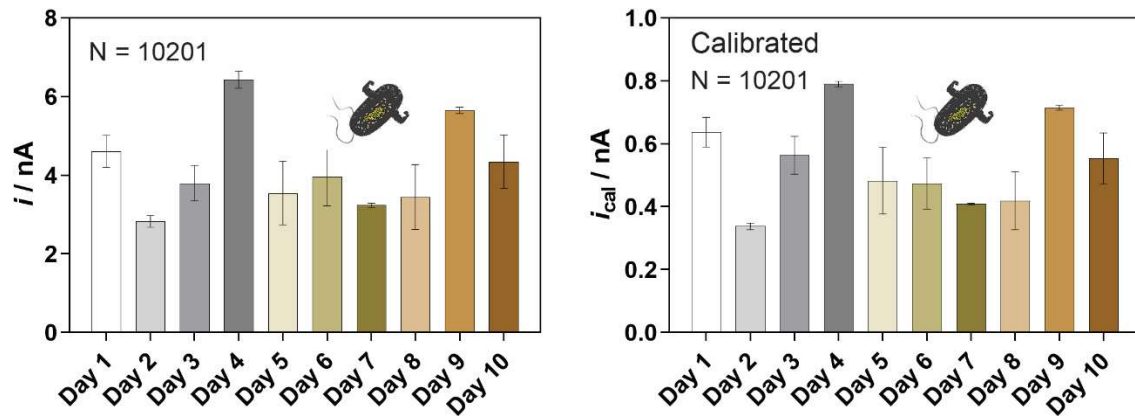 8
6
4
2
0
i / nA
N = 10201
Day 1
Day 2
Day 3
Day 4
Day 5
Day 6
Day 7
Day 8
Day 9
Day 10
1.0
0.8
0.6
0.4
0.2
0.0
i_cal / nA
Calibrated
N = 10201
Day 1
Day 2
Day 3
Day 4
Day 5
Day 6
Day 7
Day 8
Day 9
Day 10